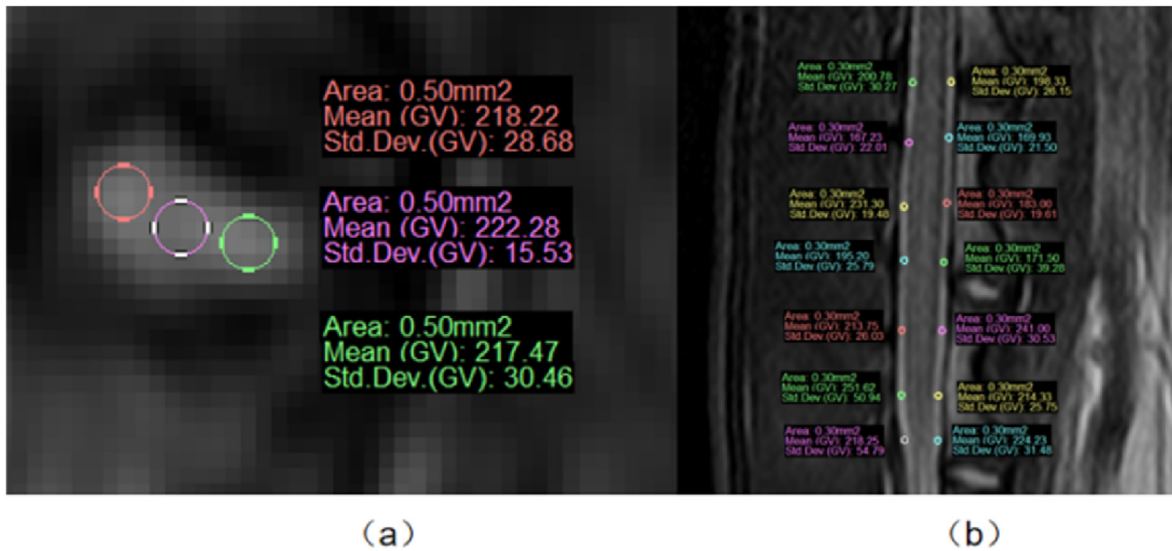 Area: 0.50mm2
Mean (GV): 218.22
Std.Dev.(GV): 28.68
Area: 0.50mm2
Mean (GV): 222.28
Std.Dev.(GV): 15.53
Area: 0.50mm2
Mean (GV): 217.47
Std.Dev.(GV): 30.46
Area: 0.30mm2
Mean (GV): 200.78
Std.Dev.(GV): 30.27
Area: 0.30mm2
Mean (GV): 198.33
Std.Dev.(GV): 26.15
Area: 0.30mm2
Mean (GV): 167.23
Std.Dev.(GV): 22.01
Area: 0.30mm2
Mean (GV): 169.93
Std.Dev.(GV): 21.50
Area: 0.30mm2
Mean (GV): 231.30
Std.Dev.(GV): 19.48
Area: 0.30mm2
Mean (GV): 183.00
Std.Dev.(GV): 19.61
Area: 0.30mm2
Mean (GV): 195.20
Std.Dev.(GV): 25.79
Area: 0.30mm2
Mean (GV): 171.50
Std.Dev.(GV): 39.28
Area: 0.30mm2
Mean (GV): 213.75
Std.Dev.(GV): 26.03
Area: 0.30mm2
Mean (GV): 241.00
Std.Dev.(GV): 30.53
Area: 0.30mm2
Mean (GV): 251.62
Std.Dev.(GV): 50.94
Area: 0.30mm2
Mean (GV): 214.33
Std.Dev.(GV): 25.75
Area: 0.30mm2
Mean (GV): 218.25
Std.Dev.(GV): 54.79
Area: 0.30mm2
Mean (GV): 224.23
Std.Dev.(GV): 31.48
(a)
(b)